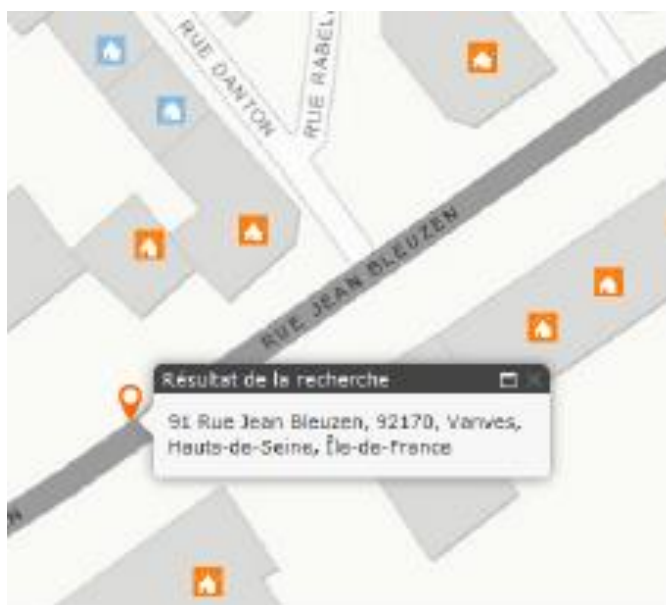 RUE DANTON
RUE RABEL
RUE JEAN BLEUZEN
Résultat de la recherche
91 Rue Jean Bleuzen, 92170, Vanves,
Hauts-de-Seine, Île-de-France
N